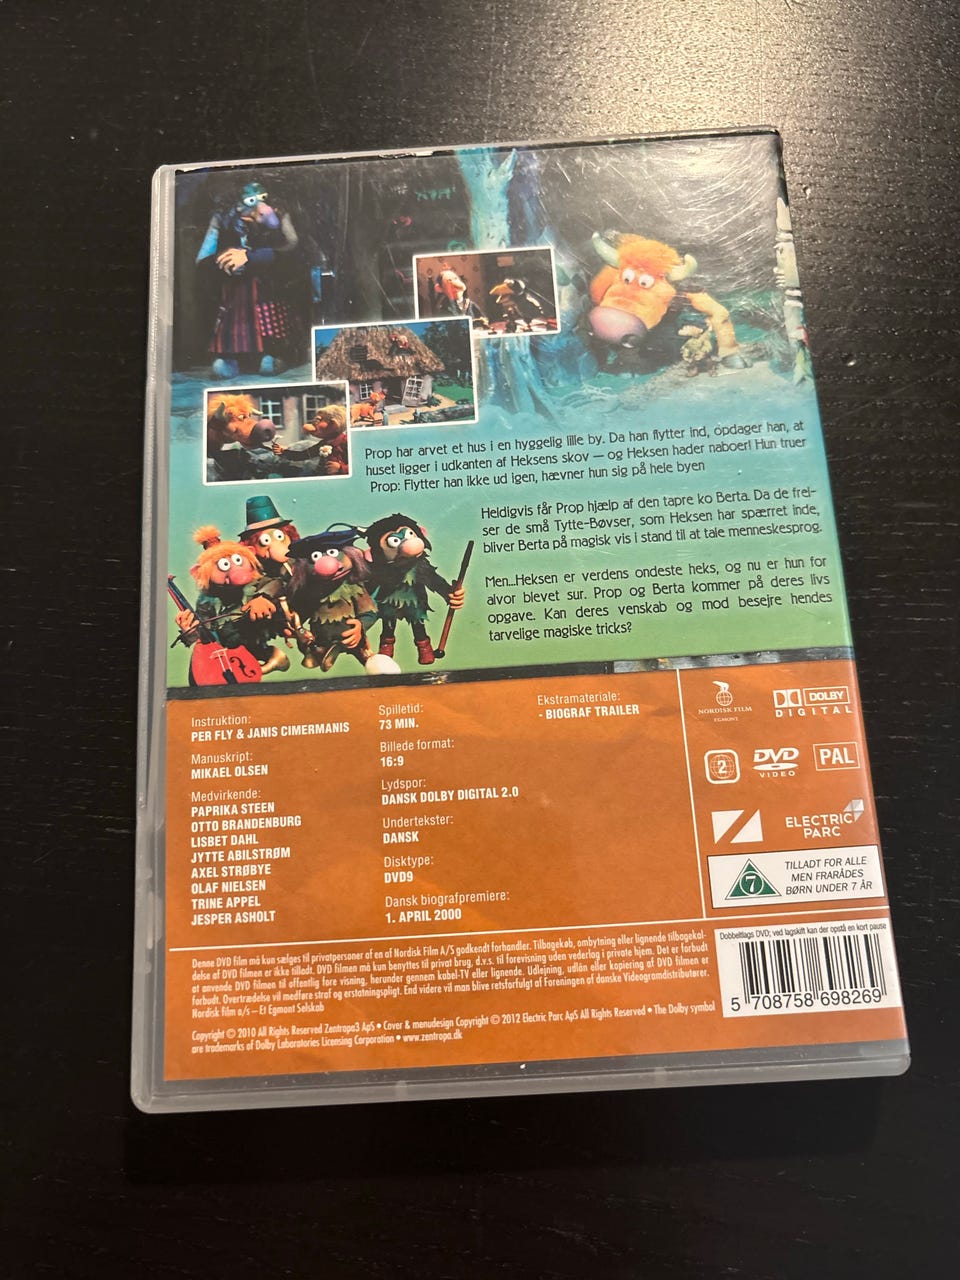 Prop har arvet et hus i en hyggelig lille by. Da han flytter ind, opdager han, at
huset ligger i udkanten af Heksens skov — og Heksen hader naboer! Hun truer
Prop: Flytter han ikke ud igen, hævner hun sig på hele byen
Heldigvis får Prop hjælp af den tapre ko Berta. Da de frel-
ser de små Tytte-Bøvser, som Heksen har spærret inde,
bliver Berta på magisk vis i stand til at tale menneskesprog.
Men...Heksen er verdens ondeste heks, og nu er hun for
alvor blevet sur. Prop og Berta kommer på deres livs
opgave. Kan deres venskab og mod besejre hendes
tarvelige magiske tricks?
Instruktion:
PER FLY & JANIS CIMERMANIS
Manuskript:
MIKAEL OLSEN
Medvirkende:
PAPRIKA STEEN
OTTO BRANDENBURG
LISBET DAHL
JYTTE ABILSTRØM
AXEL STRØBYE
OLAF NIELSEN
TRINE APPEL
JESPER ASHOLT
Spilletid:
73 MIN.
Billede format:
16:9
Lydspor:
DANSK DOLBY DIGITAL 2.0
Undertekster:
DANSK
Disktype:
DVD9
Dansk biografpremiere:
1. APRIL 2000
Ekstramateriale:
- BIOGRAF TRAILER
NORDISK FILM
EGMONT
DOLBY
DIGITAL
2
DVD
VIDEO
PAL
ELECTRIC
PARC
7
TILLADT FOR ALLE
MEN FRARÅDES
BØRN UNDER 7 ÅR
Dobbeltlags DVD; ved lagskift kan der opstå en kort pause
5 708758 698269
Denne DVD film må kun sælges til privatpersoner af en af Nordisk Film A/S godkendt forhandler. Tilbagekøb, ombytning eller lignende tilbagekal-
delse af DVD filmen er ikke tilladt. DVD filmen må kun benyttes til privat brug, d.v.s. til forevisning uden vederlag i private hjem. Det er forbudt
at anvende DVD filmen til offentlig fore visning, herunder gennem kabel-TV eller lignende. Udlejning, udlån eller kopiering af DVD filmen er
forbudt. Overtrædelse vil medføre straf og erstatningspligt. End videre vil man blive retsforfulgt af Foreningen af danske Videogramdistributører.
Nordisk film a/s – Et Egmont Selskab
Copyright © 2010 All Rights Reserved Zentropa3 ApS • Cover & menudesign Copyright © 2012 Electric Parc ApS All Rights Reserved • The Dolby symbol
are trademarks of Dolby Laboratories Licensing Corporation • www.zentropa.dk